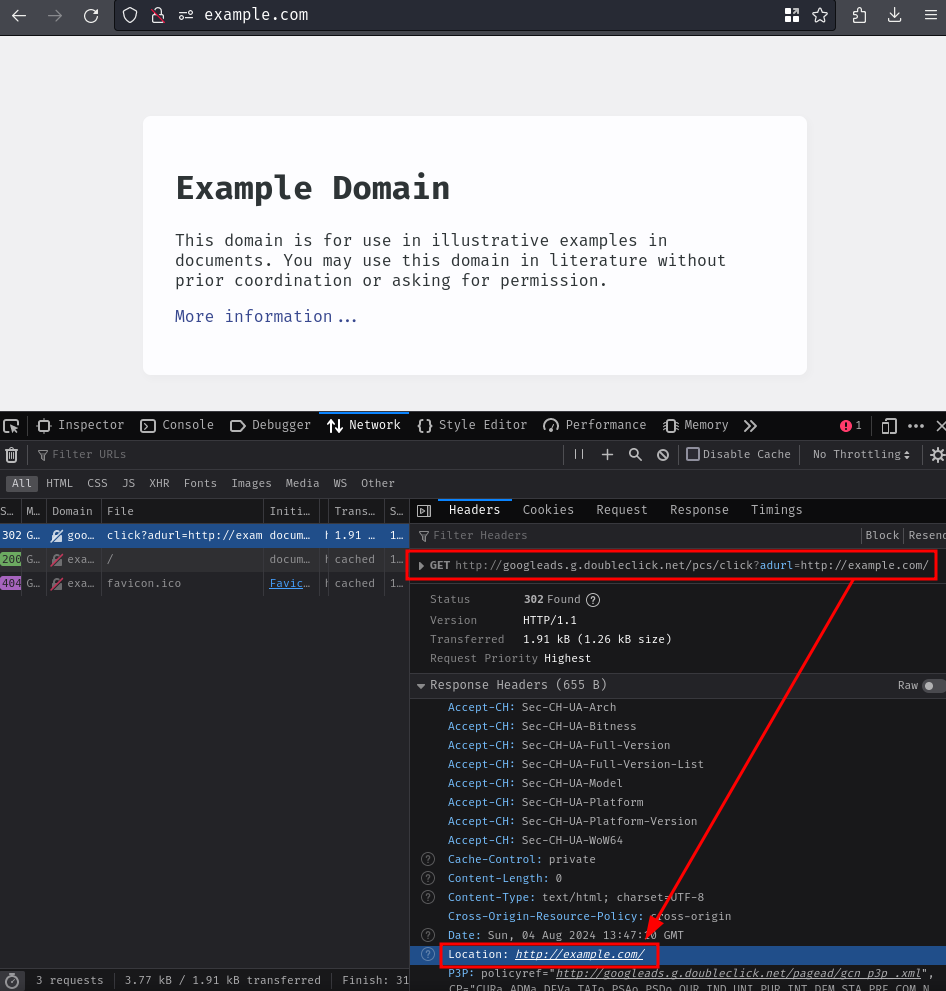 example.com
Example Domain
This domain is for use in illustrative examples in
documents. You may use this domain in literature without
prior coordination or asking for permission.
More information...
Inspector Console Debugger Network Style Editor Performance Memory 1
Filter URLs Disable Cache No Throttling
All HTML CSS JS XHR Fonts Images Media WS Other
S… M… Domain File Initi… Trans… S…
302 G… goo… click?adurl=http://exam docum… 1.91 … 1…
200 G… exa… / docum… cached 1…
404 G… exa… favicon.ico Favic… cached 1…
3 requests 3.77 kB / 1.91 kB transferred Finish: 31
Headers Cookies Request Response Timings
Filter Headers Block Resend
GET http://googleads.g.doubleclick.net/pcs/click?adurl=http://example.com/
Status 302 Found ?
Version HTTP/1.1
Transferred 1.91 kB (1.26 kB size)
Request Priority Highest
Response Headers (655 B) Raw
Accept-CH: Sec-CH-UA-Arch
Accept-CH: Sec-CH-UA-Bitness
Accept-CH: Sec-CH-UA-Full-Version
Accept-CH: Sec-CH-UA-Full-Version-List
Accept-CH: Sec-CH-UA-Model
Accept-CH: Sec-CH-UA-Platform
Accept-CH: Sec-CH-UA-Platform-Version
Accept-CH: Sec-CH-UA-WoW64
? Cache-Control: private
? Content-Length: 0
? Content-Type: text/html; charset=UTF-8
Cross-Origin-Resource-Policy: cross-origin
? Date: Sun, 04 Aug 2024 GMT
? Location: http://example.com/
P3P: policyref="http://googleads.g.doubleclick.net/pagead/gcn_p3p_.xml",
CP="CURa ADMa DEVa TAIo PSAo PSDo OUR IND UNI PUR INT DEM STA PRE COM N